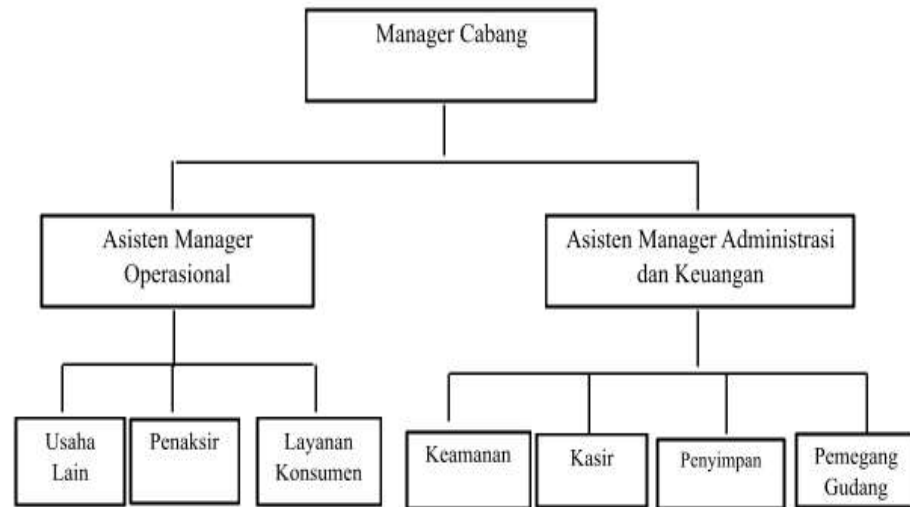 Manager Cabang
Asisten Manager
Operasional
Asisten Manager Administrasi
dan Keuangan
Usaha
Lain
Penaksir
Layanan
Konsumen
Keamanan
Kasir
Penyimpan
Pemegang
Gudang